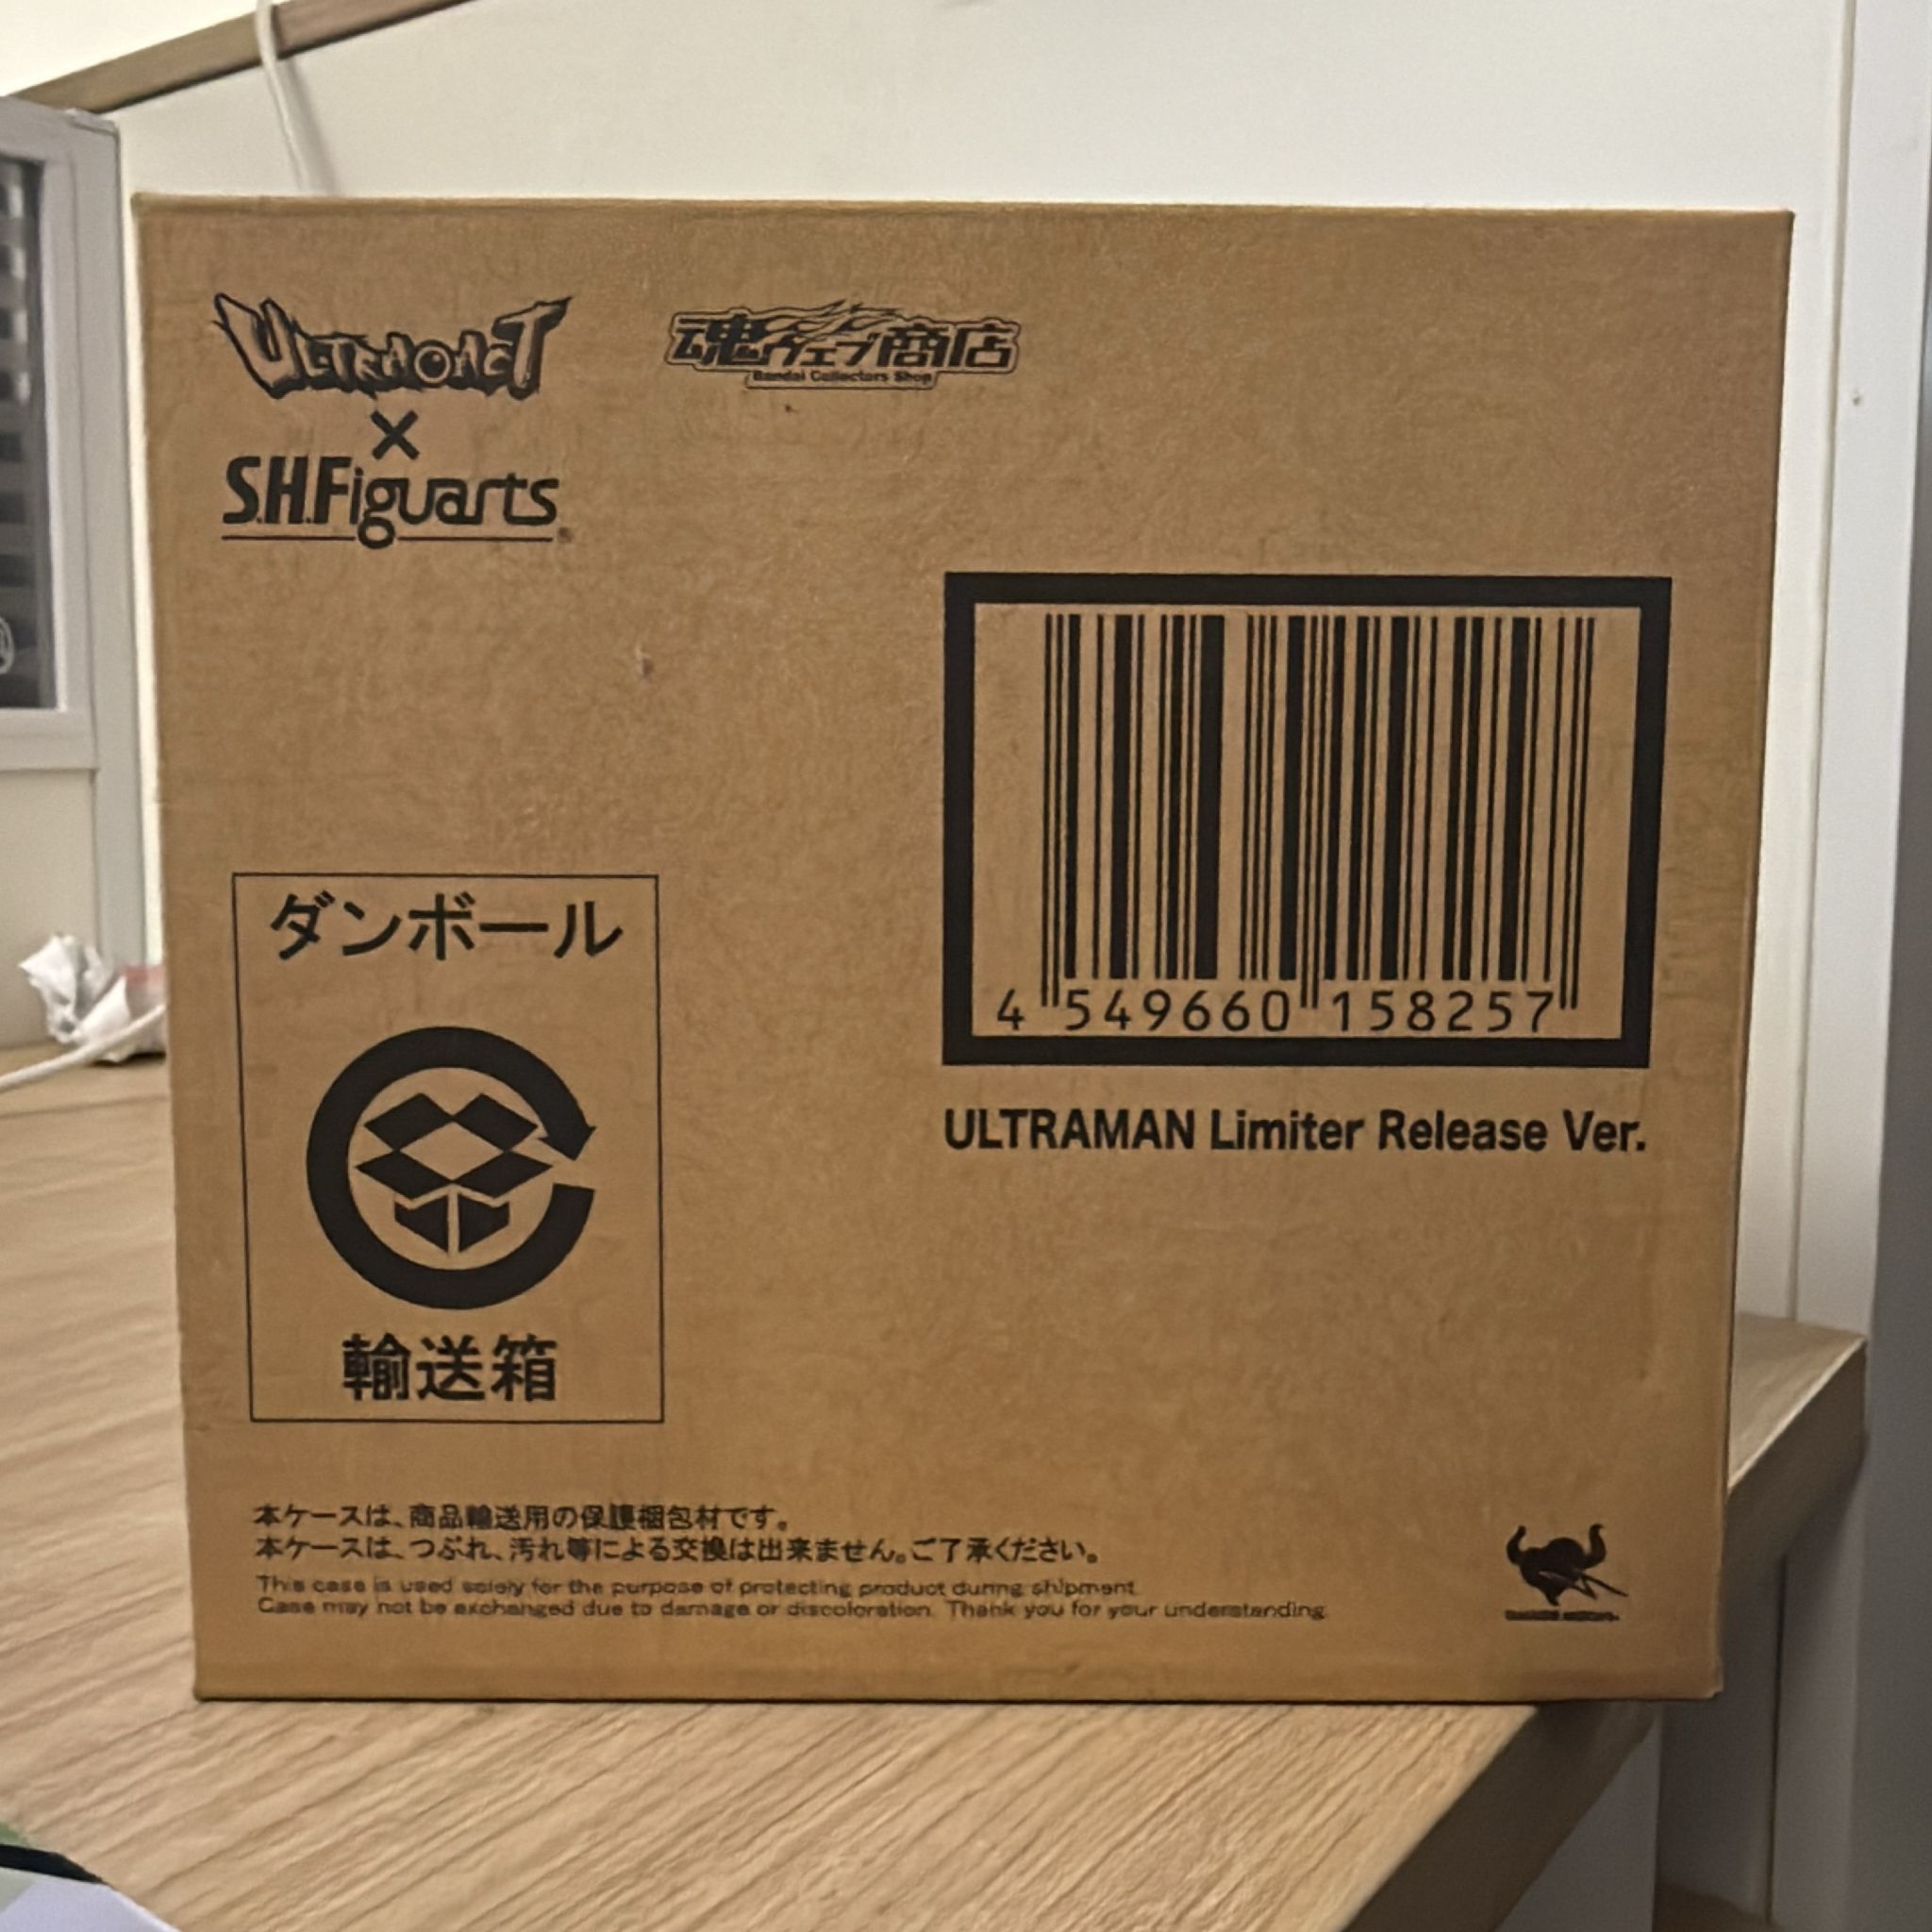 ULTRA-ACT
×
S.H.Figuarts
魂ウェブ商店
Bandai Collectors Shop
4 549660 158257
ULTRAMAN Limiter Release Ver.
ダンボール
輸送箱
本ケースは、商品輸送用の保護梱包材です。
本ケースは、つぶれ、汚れ等による交換は出来ません。ご了承ください。
This case is used solely for the purpose of protecting product during shipment.
Case may not be exchanged due to damage or discoloration. Thank you for your understanding.